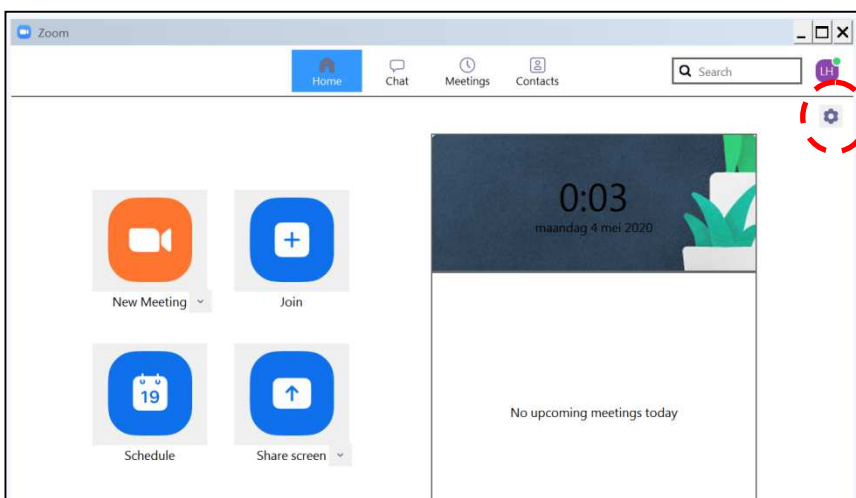 Zoom
Home
Chat
Meetings
Contacts
Search
LH
0:03
maandag 4 mei 2020
New Meeting
Join
19
Schedule
Share screen
No upcoming meetings today